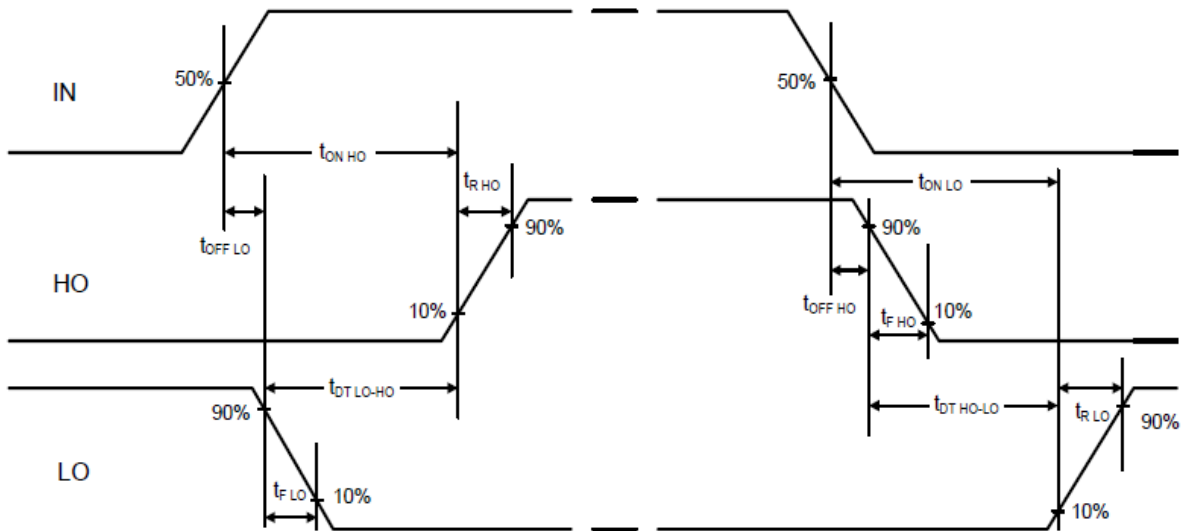 IN
50%
50%
tON HO
tON LO
tR HO
tOFF LO
90%
90%
HO
tOFF HO
10%
tF HO
10%
tDT LO-HO
tDT HO-LO
tR LO
90%
90%
LO
tF LO
10%
10%